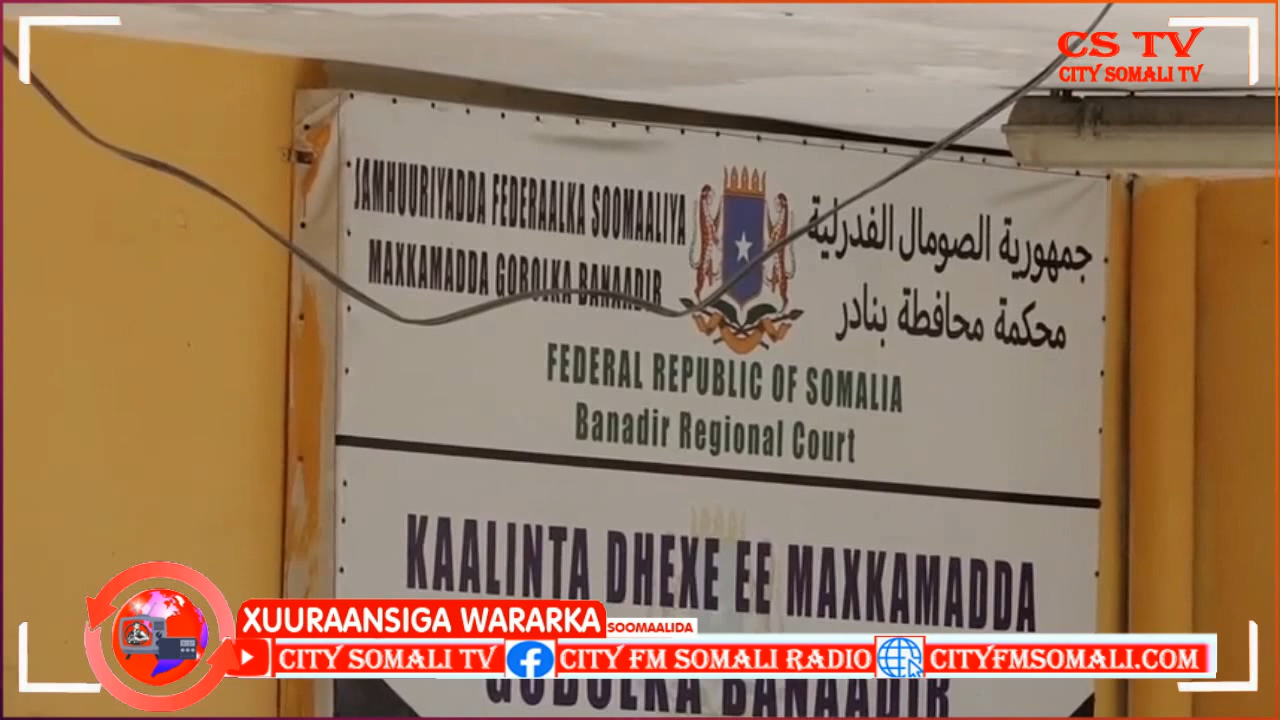 CS TV
CITY SOMALI TV
JAMHUURIYADDA FEDERAALKA SOOMAALIYA
MAXKAMADDA GOBOLKA BANAADIR
جمهورية الصومال الفدرلية
محكمة محافظة بنادر
FEDERAL REPUBLIC OF SOMALIA
Banadir Regional Court
KAALINTA DHEXE EE MAXKAMADDA
GOBOLKA BANAADIR
XUURAANSIGA WARARKA
SOOMAALIDA
CITY SOMALI TV CITY FM SOMALI RADIO CITYFMSOMALI.COM